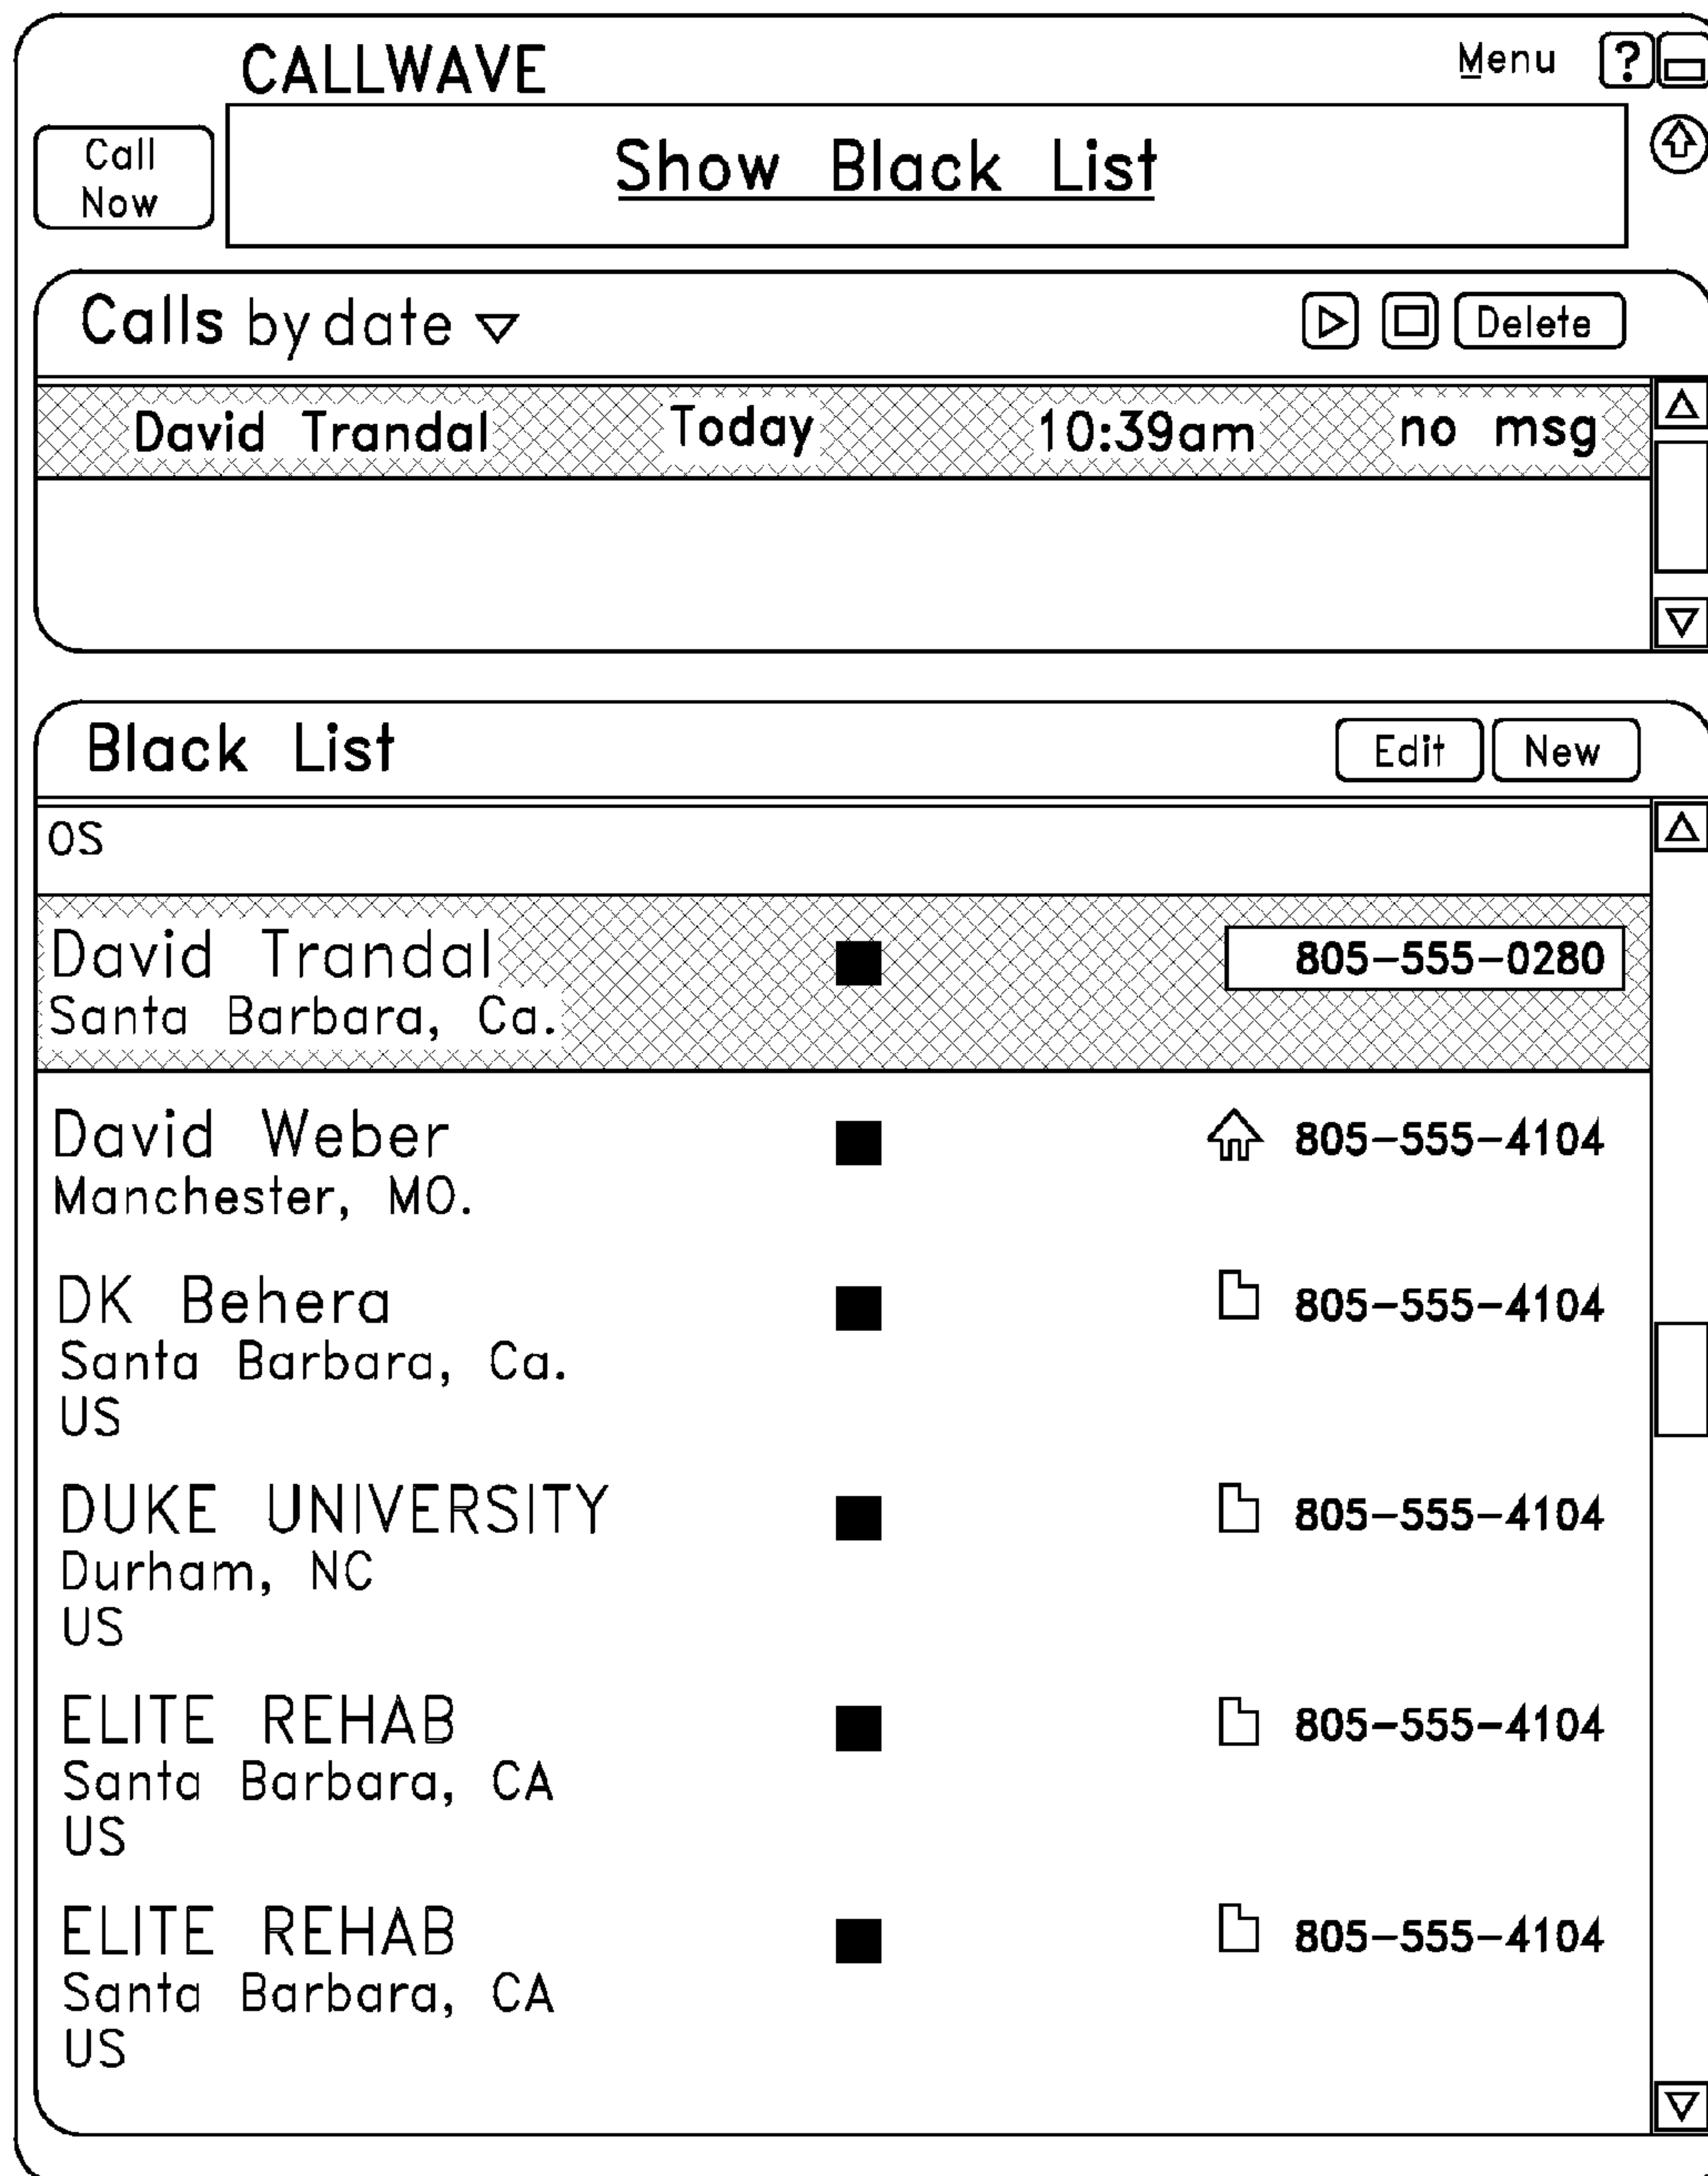 CALLWAVE Menu ?
Call
Now
Show Black List
Calls by date Delete
David Trandal Today 10:39am no msg
Black List Edit New
OS
David Trandal 805-555-0280
Santa Barbara, Ca.
David Weber 805-555-4104
Manchester, MO.
DK Behera 805-555-4104
Santa Barbara, Ca.
US
DUKE UNIVERSITY 805-555-4104
Durham, NC
US
ELITE REHAB 805-555-4104
Santa Barbara, CA
US
ELITE REHAB 805-555-4104
Santa Barbara, CA
US